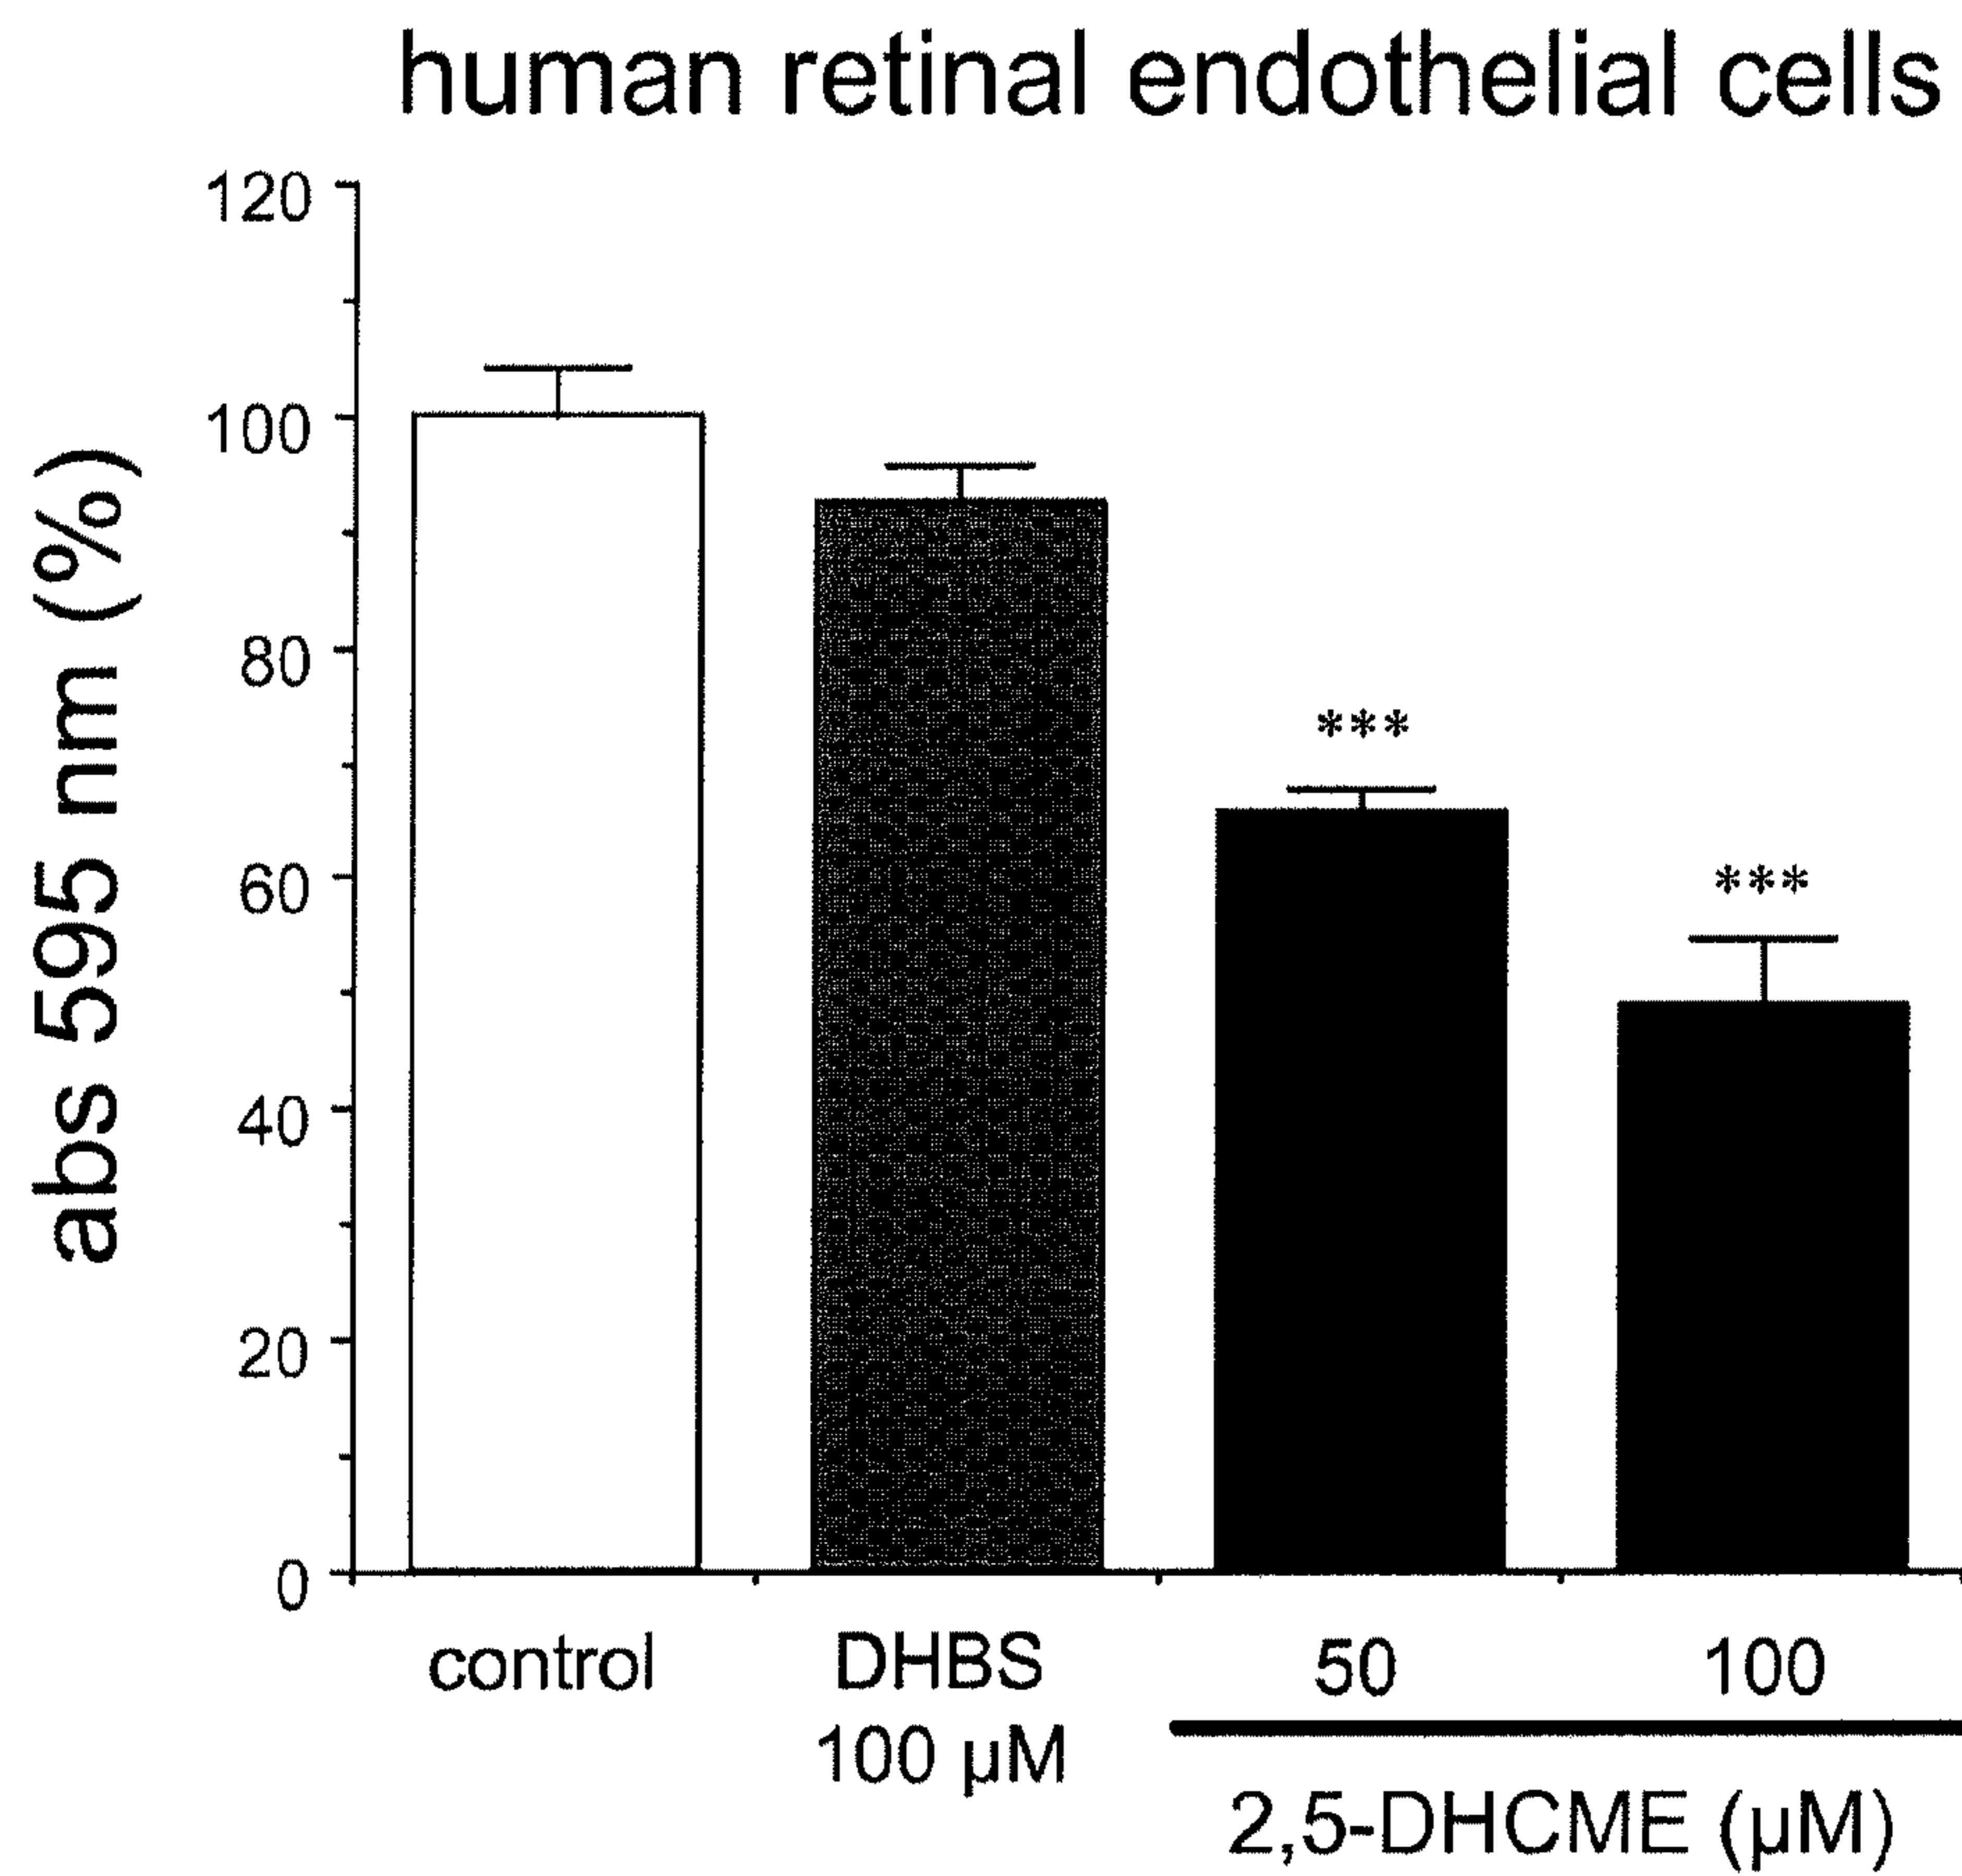 human retinal endothelial cells
120
100
80
60
40
20
0
abs 595 nm (%)
***
***
control
DHBS
100 µM
50
100
2,5-DHCME (µM)